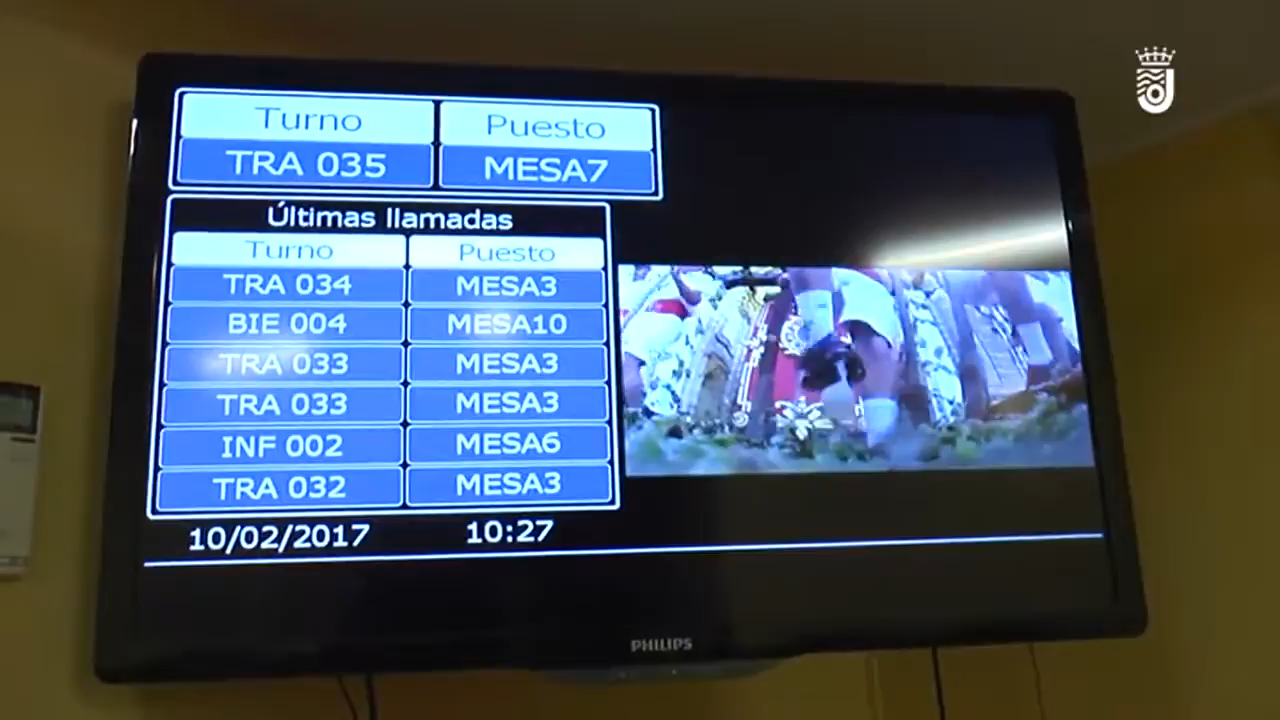 Turno Puesto
TRA 035 MESA7
Últimas llamadas
Turno Puesto
TRA 034 MESA3
BIE 004 MESA10
TRA 033 MESA3
TRA 033 MESA3
INF 002 MESA6
TRA 032 MESA3
10/02/2017 10:27
PHILIPS